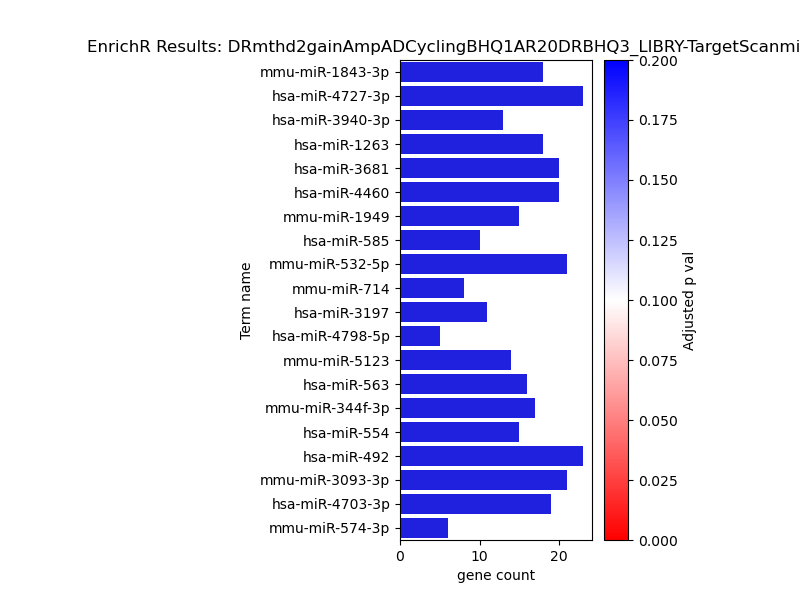 EnrichR Results: DRmthd2gainAmpADCyclingBHQ1AR20DRBHQ3_LIBRY-TargetScanmi
mmu-miR-1843-3p
hsa-miR-4727-3p
hsa-miR-3940-3p
hsa-miR-1263
hsa-miR-3681
hsa-miR-4460
mmu-miR-1949
hsa-miR-585
mmu-miR-532-5p
mmu-miR-714
hsa-miR-3197
hsa-miR-4798-5p
mmu-miR-5123
hsa-miR-563
mmu-miR-344f-3p
hsa-miR-554
hsa-miR-492
mmu-miR-3093-3p
hsa-miR-4703-3p
mmu-miR-574-3p
Term name
0 10 20
gene count
0.200
0.175
0.150
0.125
0.100
0.075
0.050
0.025
0.000
Adjusted p val